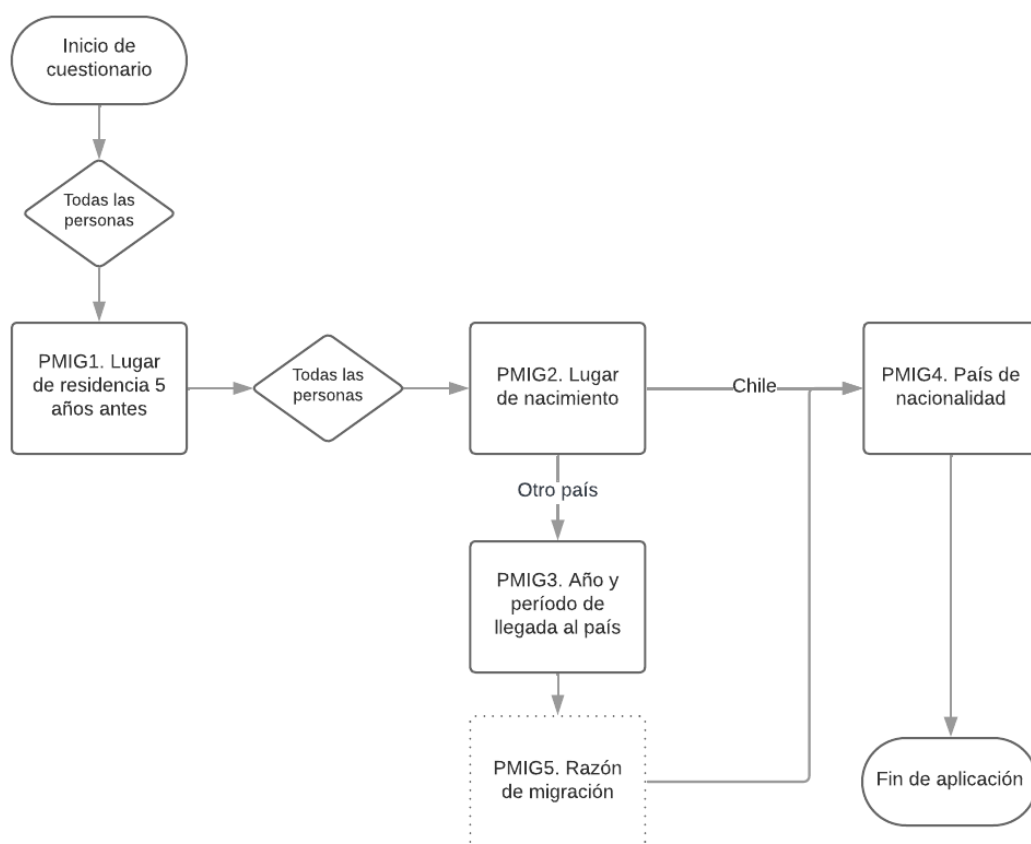 Inicio de
cuestionario
Todas las
personas
PMIG1. Lugar
de residencia 5
años antes
Todas las
personas
PMIG2. Lugar
de nacimiento
Chile
PMIG4. País de
nacionalidad
Otro país
PMIG3. Año y
período de
llegada al país
PMIG5. Razón
de migración
Fin de aplicación